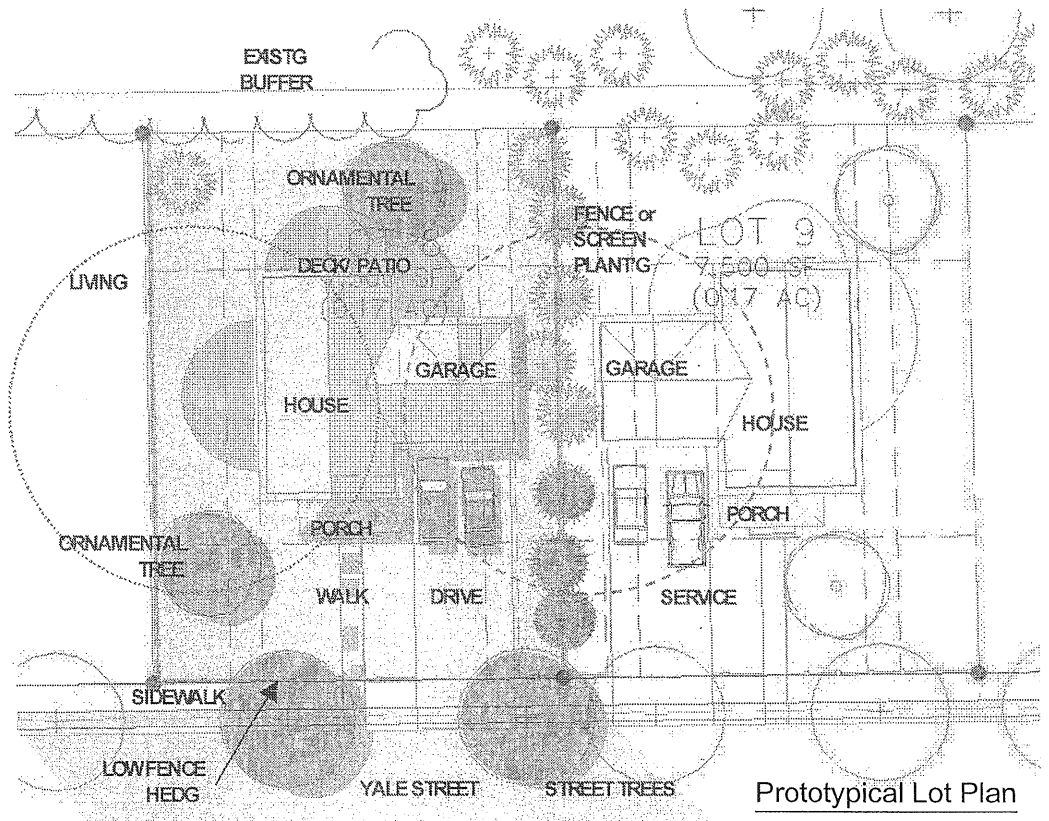 EXISTG
BUFFER
ORNAMENTAL
TREE
FENCE or
SCREEN
PLANT'G
LOT 9
7,500 SF
(0.17 AC)
LIVING
DECK/ PATIO
GARAGE
GARAGE
HOUSE
HOUSE
PORCH
PORCH
ORNAMENTAL
TREE
WALK
DRIVE
SERVICE
SIDEWALK
LOW FENCE
HEDG
YALE STREET
STREET TREES
Prototypical Lot Plan